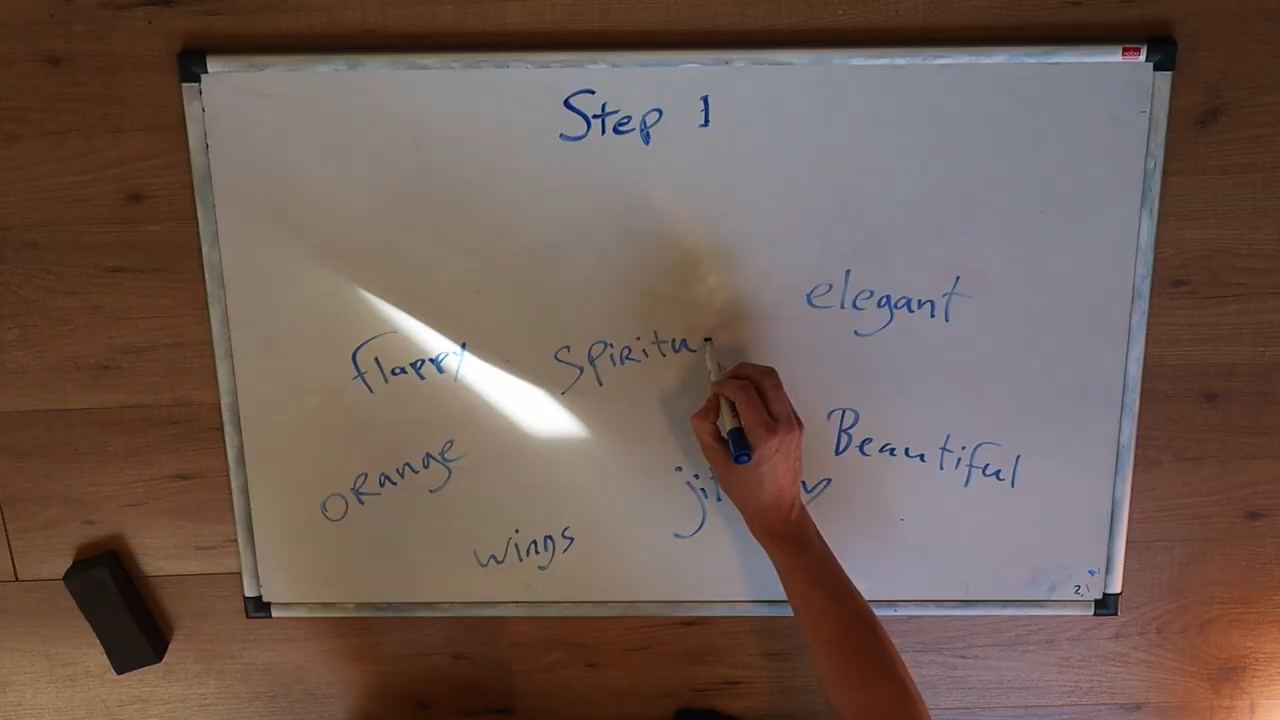 Step 1
elegant
flappy
spiritu
Beautiful
orange
wings